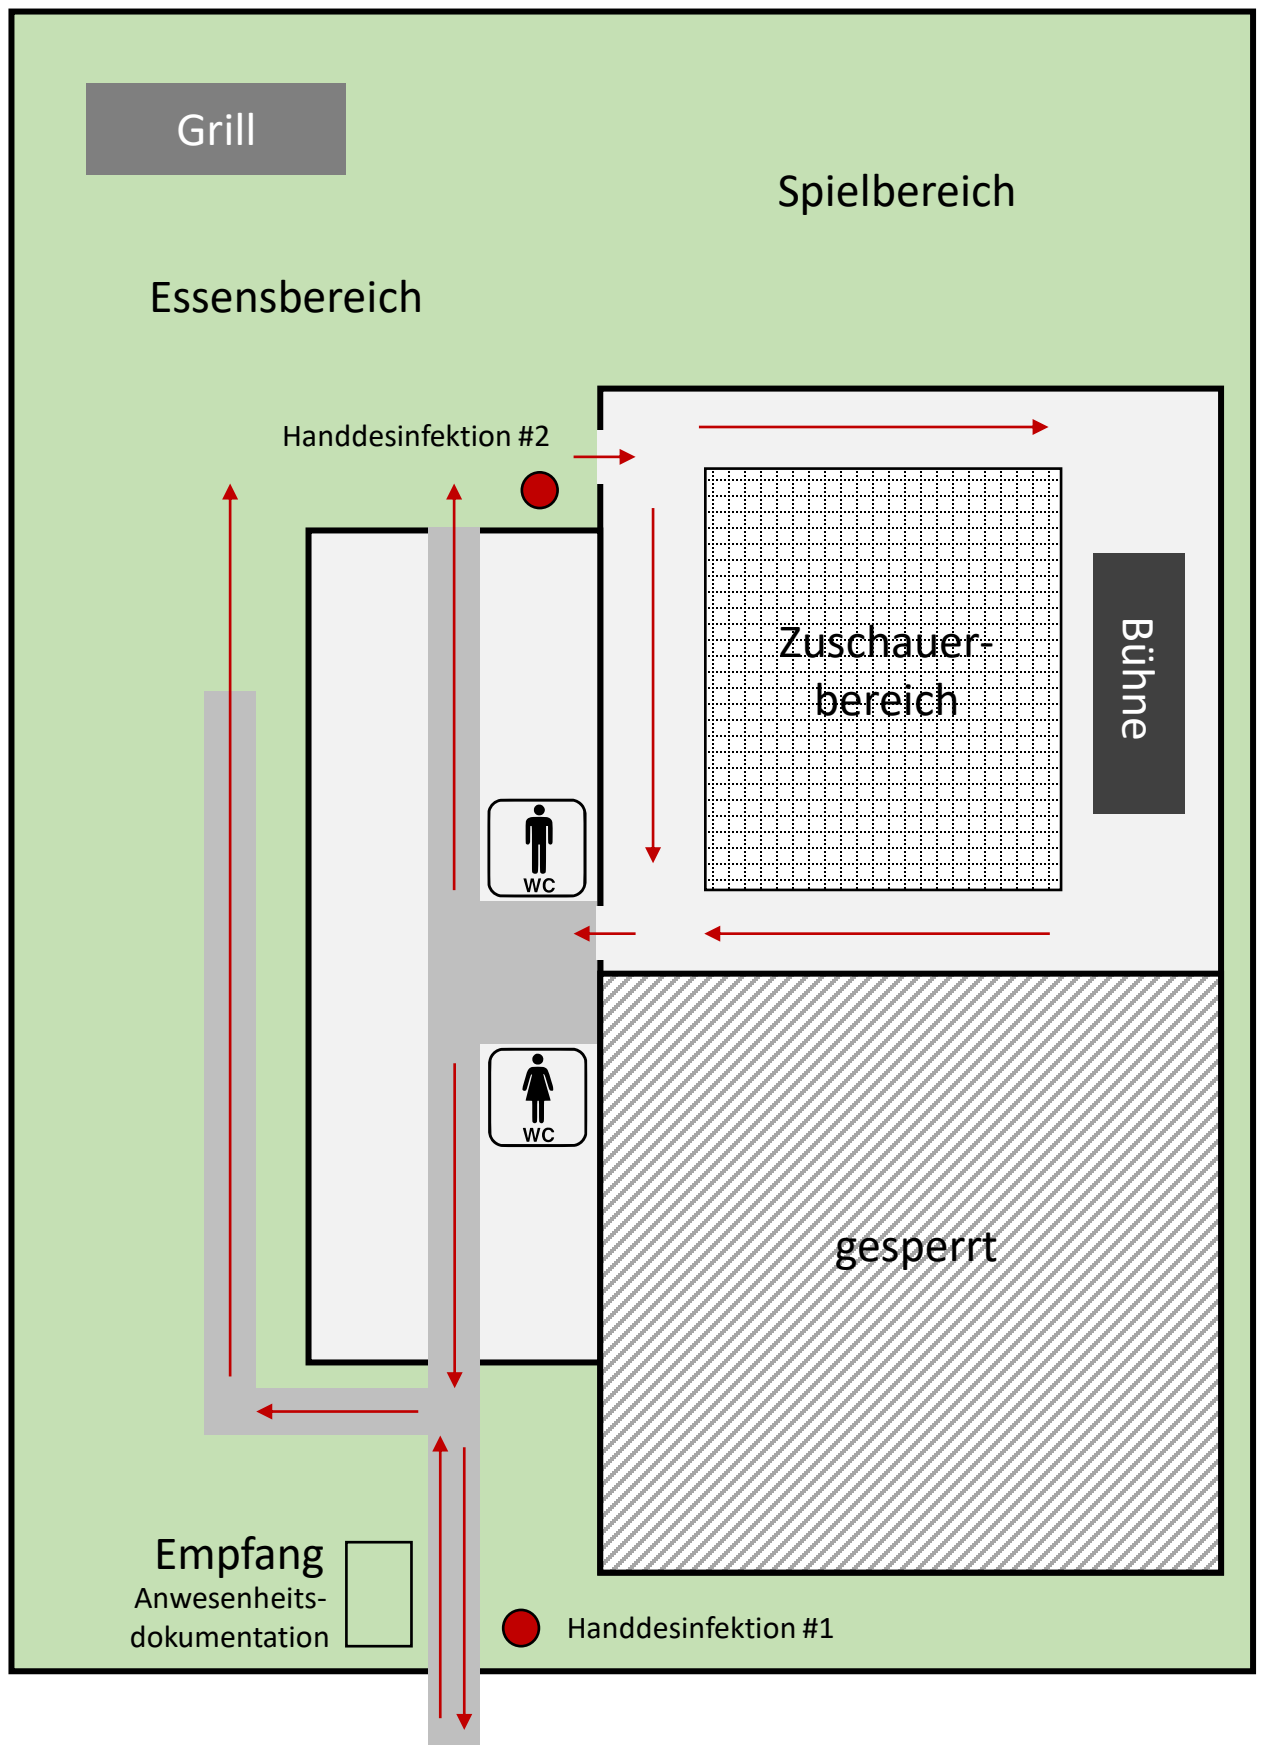 Grill
Spielbereich
Essensbereich
Handdesinfektion #2
Zuschauer-
bereich
Bühne
WC
WC
gesperrt
Empfang
Anwesenheits-
dokumentation
Handdesinfektion #1